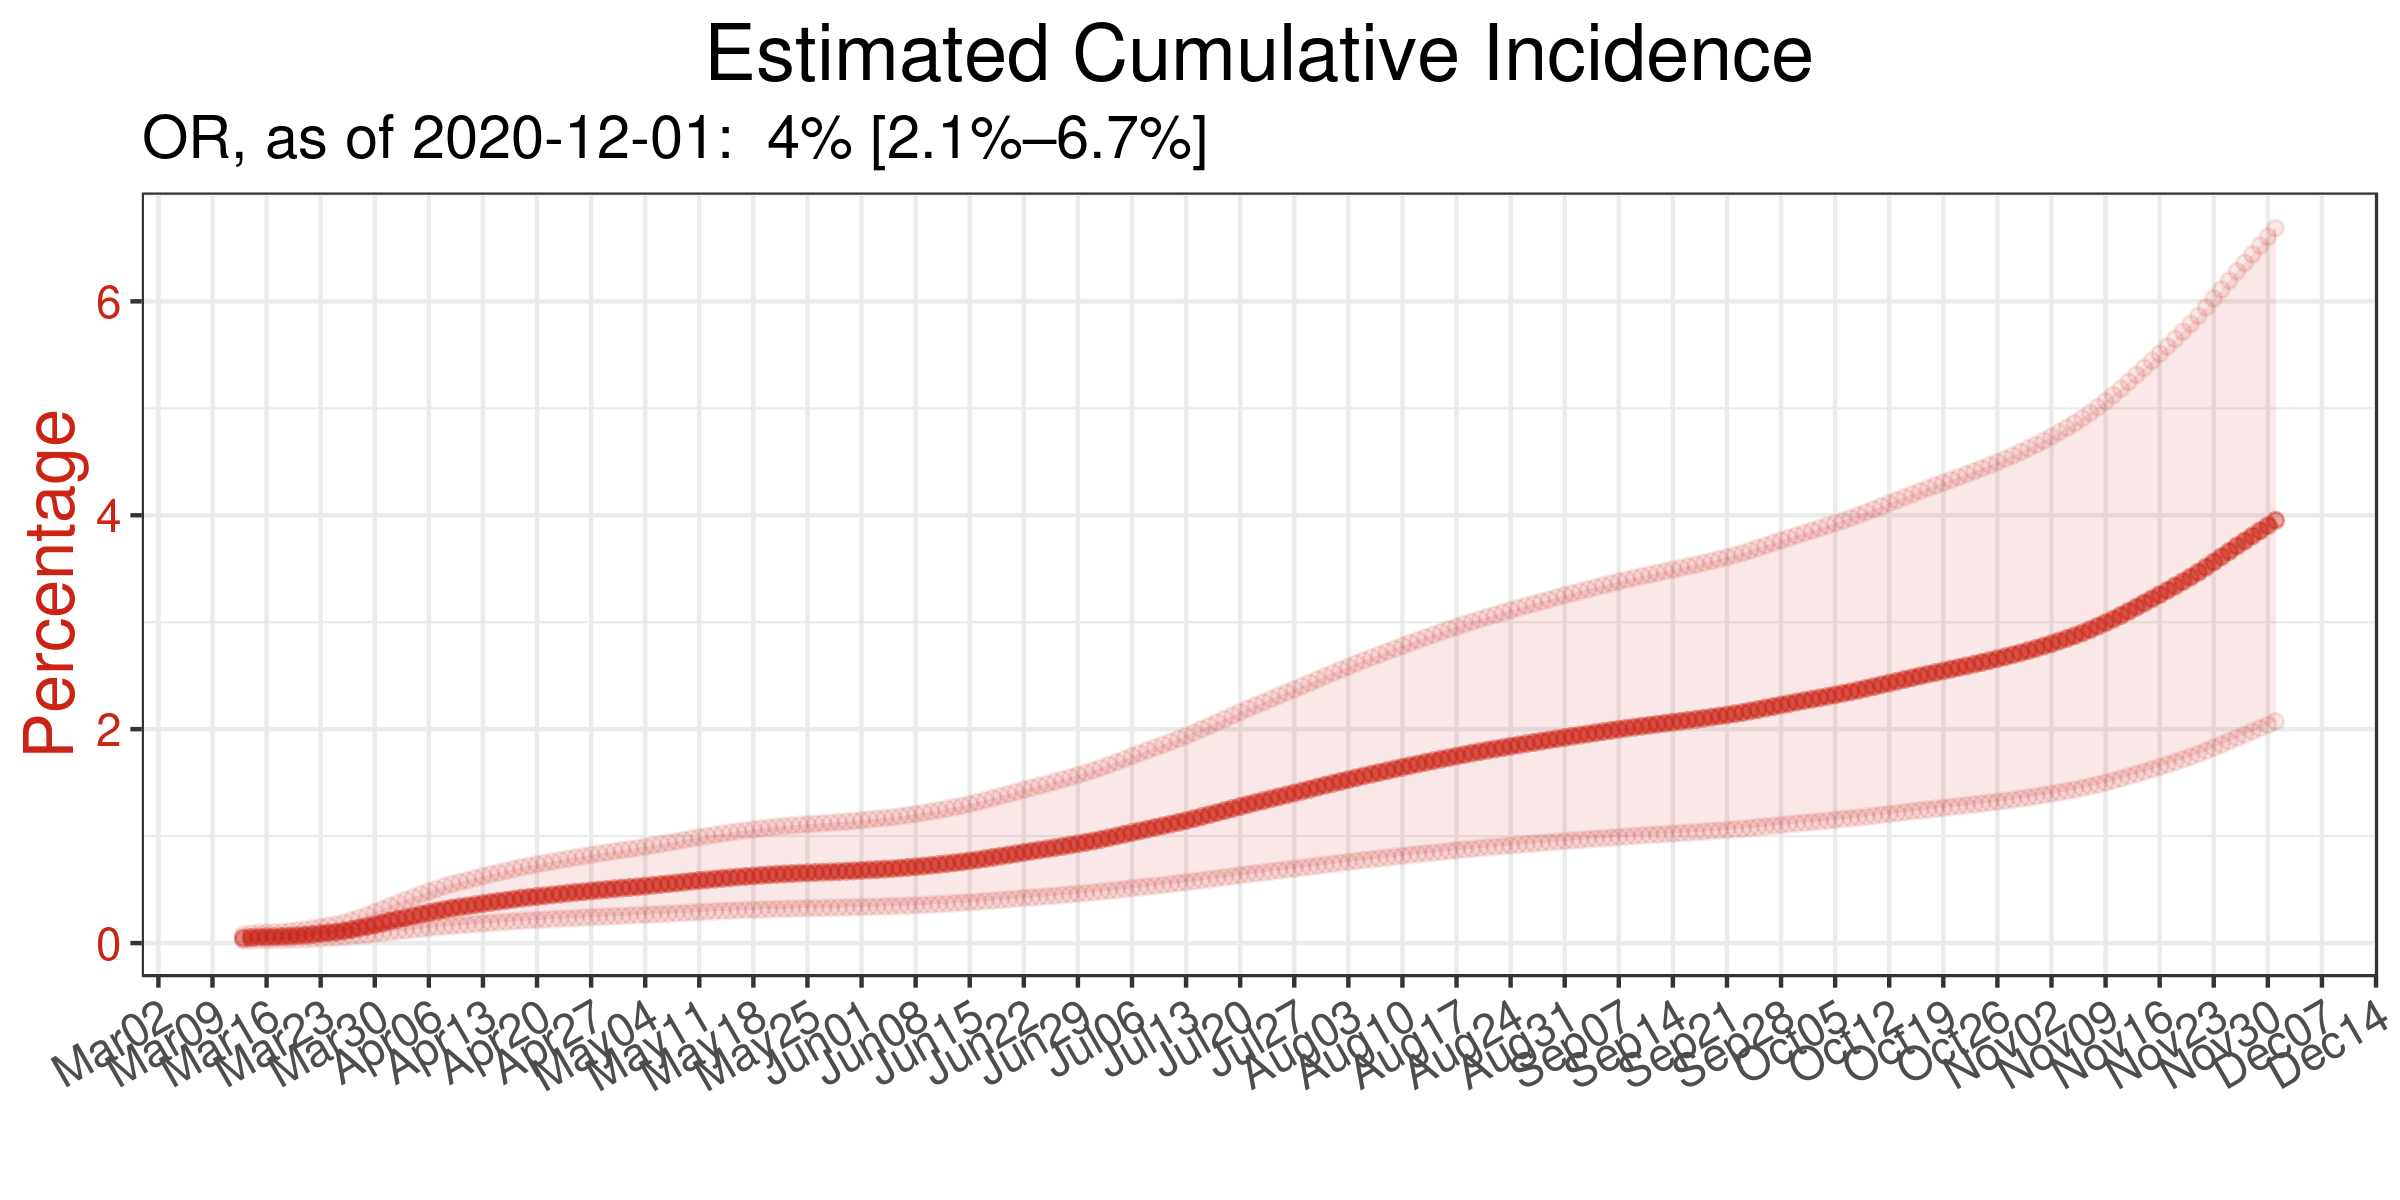 Estimated Cumulative Incidence
OR, as of 2020-12-01:  4% [2.1%–6.7%]
Percentage
6
4
2
0
Mar02
Mar09
Mar16
Mar23
Mar30
Apr06
Apr13
Apr20
Apr27
May04
May11
May18
May25
Jun01
Jun08
Jun15
Jun22
Jun29
Jul06
Jul13
Jul20
Jul27
Aug03
Aug10
Aug17
Aug24
Aug31
Sep07
Sep14
Sep21
Sep28
Oct05
Oct12
Oct19
Oct26
Nov02
Nov09
Nov16
Nov23
Nov30
Dec07
Dec14